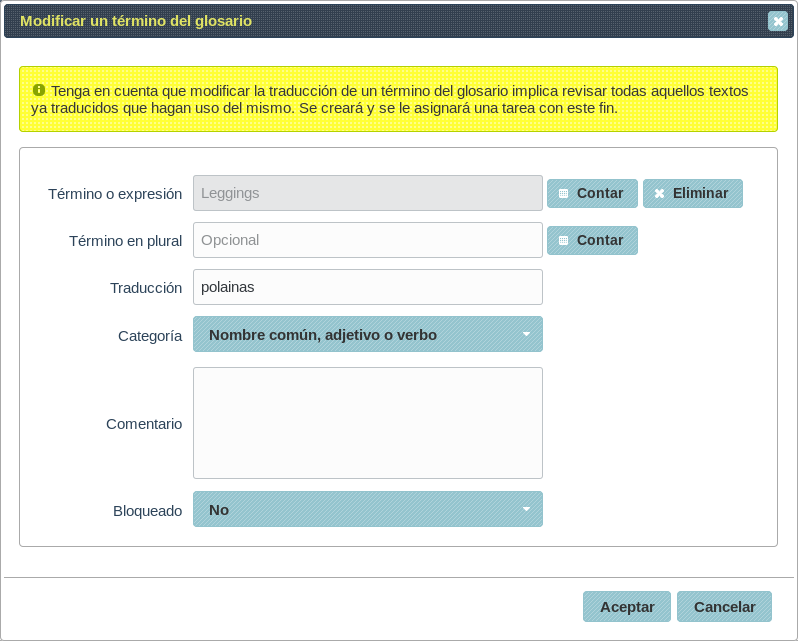 Modificar un término del glosario
Tenga en cuenta que modificar la traducción de un término del glosario implica revisar todas aquellos textos
ya traducidos que hagan uso del mismo. Se creará y se le asignará una tarea con este fin.
Término o expresión Leggings Contar Eliminar
Término en plural Opcional Contar
Traducción polainas
Categoría Nombre común, adjetivo o verbo
Comentario
Bloqueado No
Aceptar Cancelar